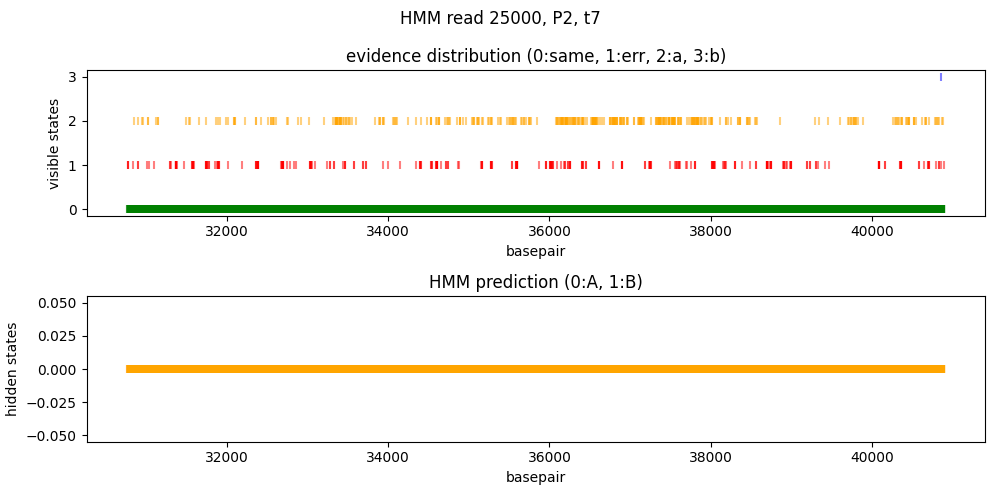 HMM read 25000, P2, t7
evidence distribution (0:same, 1:err, 2:a, 3:b)
visible states
3
2
1
0
32000 34000 36000 38000 40000
basepair
HMM prediction (0:A, 1:B)
hidden states
0.050
0.025
0.000
−0.025
−0.050
32000 34000 36000 38000 40000
basepair